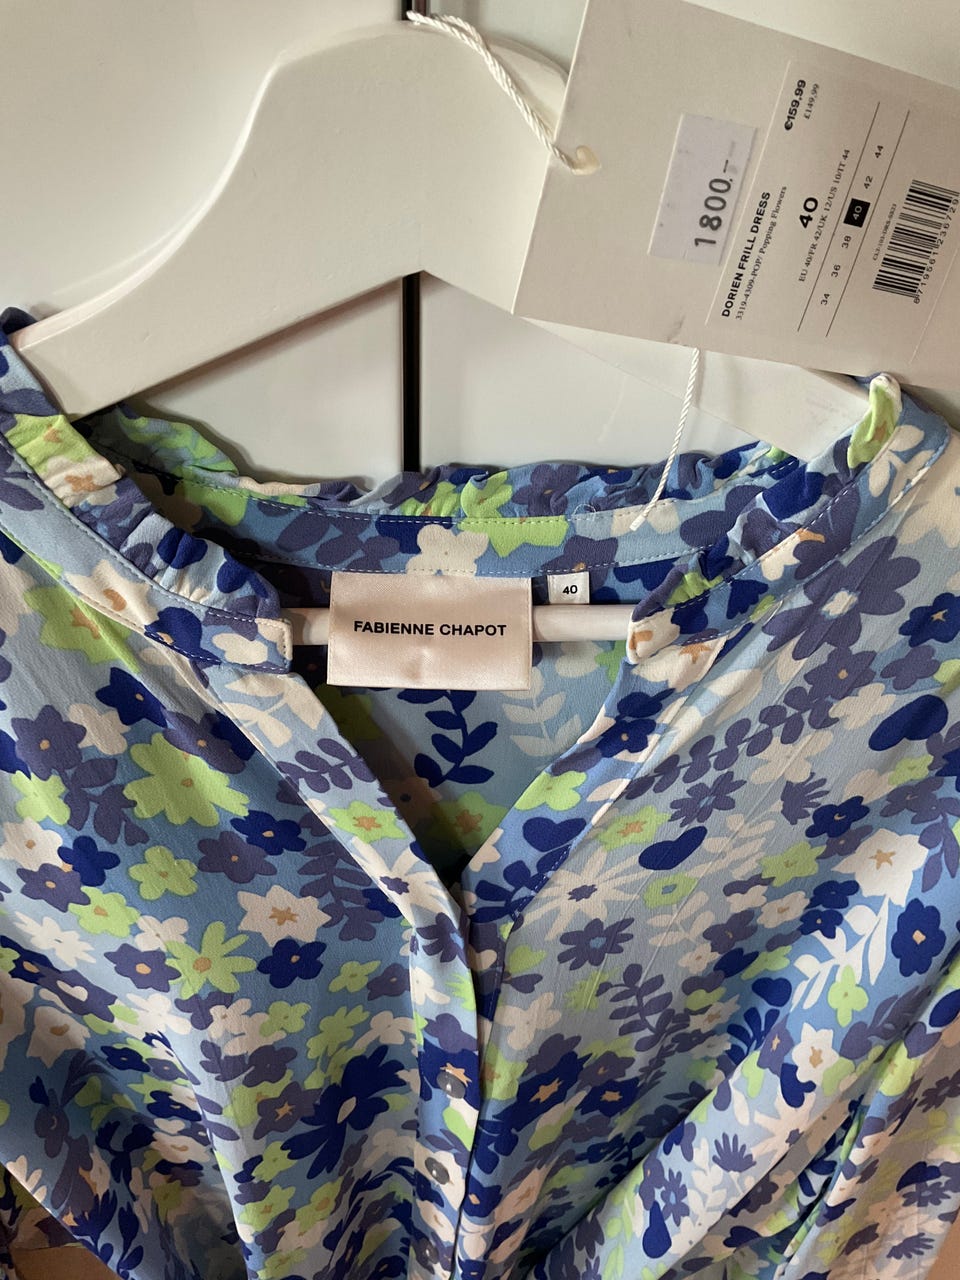 €159.99
£149,99
1800.-
DORIEN FRILL DRESS
3319-4309-POP/ Popping Flowers
40
EU 40/FR 42/UK 12/US 10/IT 44
34 36 38 40 42 44
8719561236729
FABIENNE CHAPOT
40